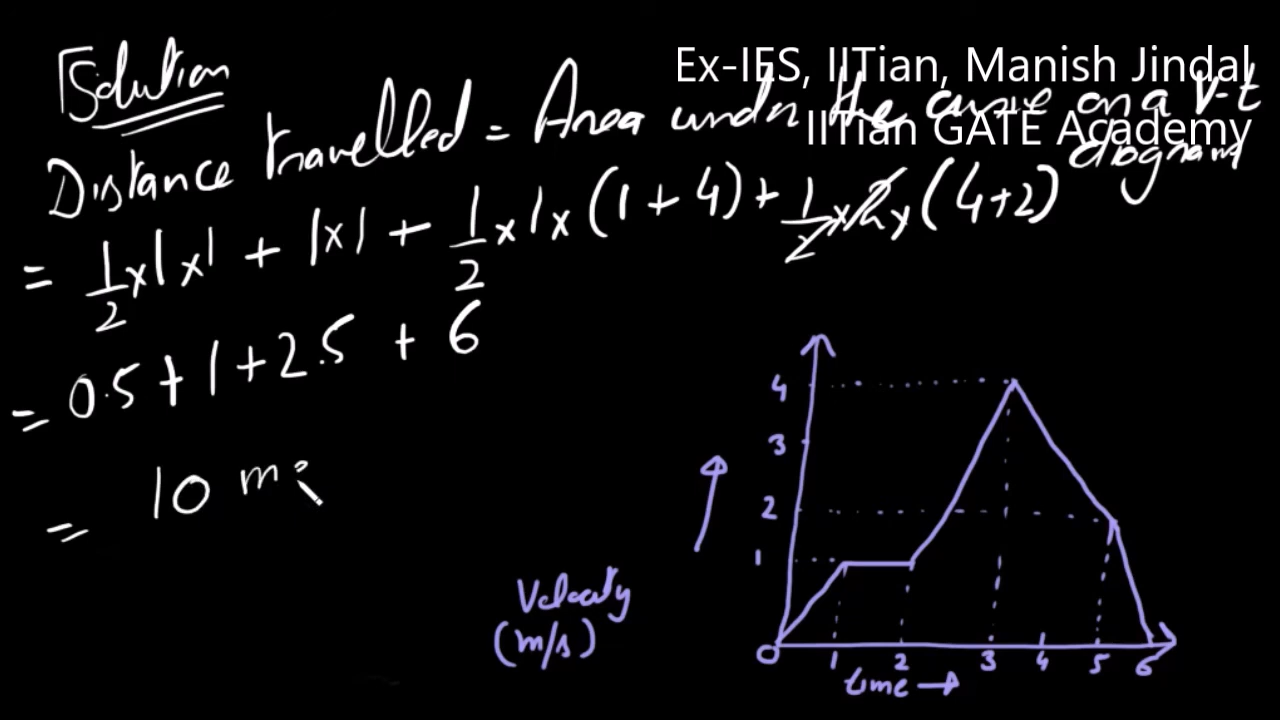 Solution
Ex-IES, IITian, Manish Jindal
IITian GATE Academy
Distance travelled = Area under the curve on a V-t
diagram
= 1/2 x 1 x 1 + 1 x 1 + 1/2 x 1 x (1 + 4) + 1/2 x 2 x (4+2)
= 0.5 + 1 + 2.5 + 6
= 10 m
4
3
2
1
Velocity
(m/s)
0 1 2 3 4 5 6
time →